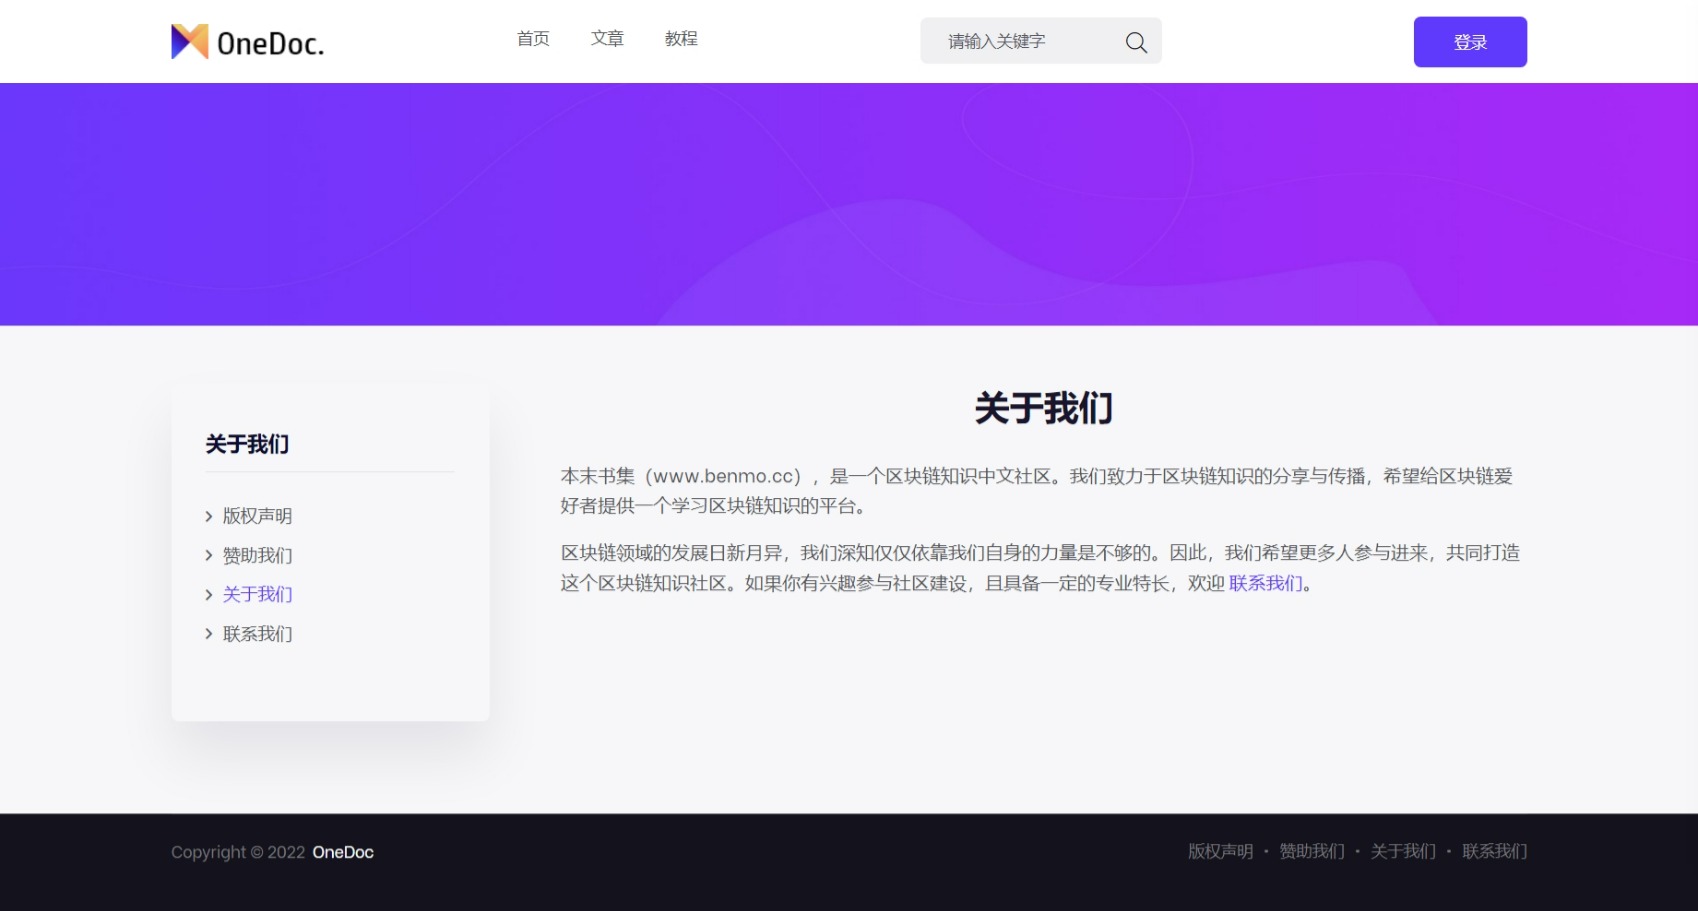 OneDoc.
首页 文章 教程
请输入关键字
登录
关于我们
版权声明
赞助我们
关于我们
联系我们
关于我们
本末书集（www.benmo.cc），是一个区块链知识中文社区。我们致力于区块链知识的分享与传播，希望给区块链爱
好者提供一个学习区块链知识的平台。
区块链领域的发展日新月异，我们深知仅仅依靠我们自身的力量是不够的。因此，我们希望更多人参与进来，共同打造
这个区块链知识社区。如果你有兴趣参与社区建设，且具备一定的专业特长，欢迎 联系我们。
Copyright © 2022 OneDoc
版权声明 • 赞助我们 • 关于我们 • 联系我们